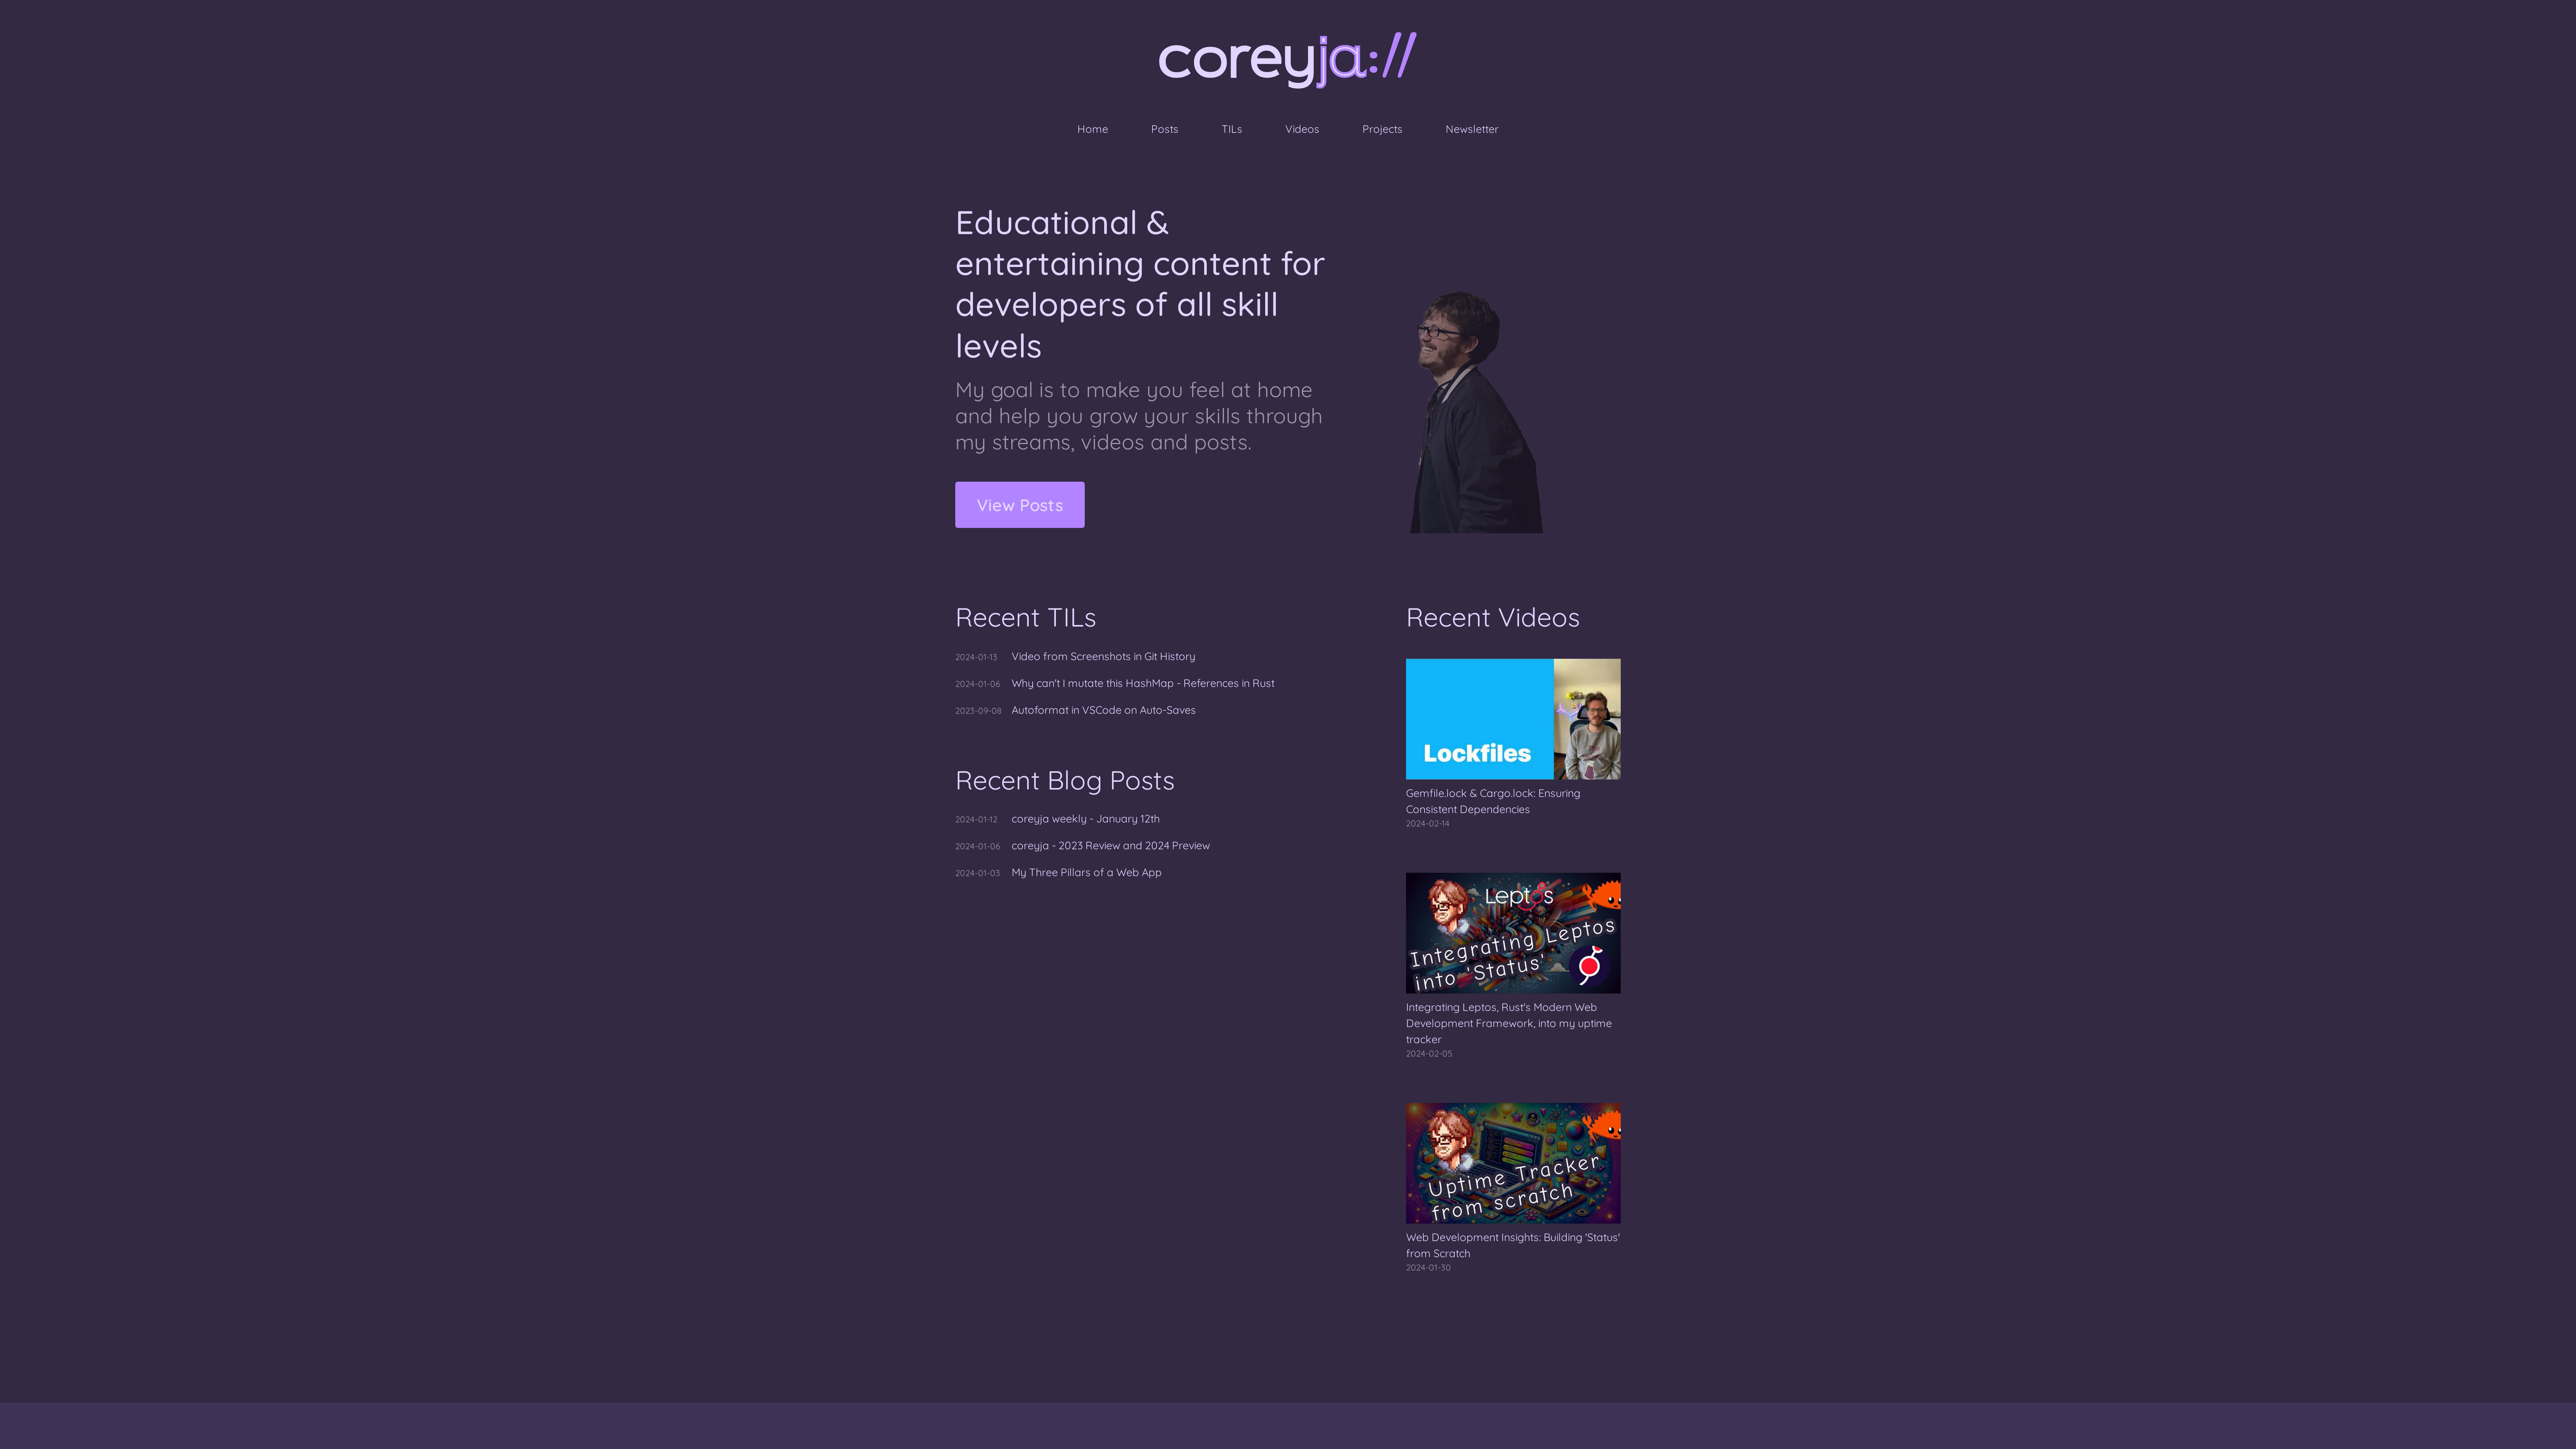 coreyja://
Home
Posts
TILs
Videos
Projects
Newsletter
Educational &
entertaining content for
developers of all skill
levels
My goal is to make you feel at home
and help you grow your skills through
my streams, videos and posts.
View Posts
Recent TILs
2024-01-13 Video from Screenshots in Git History
2024-01-06 Why can't I mutate this HashMap - References in Rust
2023-09-08 Autoformat in VSCode on Auto-Saves
Recent Blog Posts
2024-01-12 coreyja weekly - January 12th
2024-01-06 coreyja - 2023 Review and 2024 Preview
2024-01-03 My Three Pillars of a Web App
Recent Videos
Lockfiles
Gemfile.lock & Cargo.lock: Ensuring
Consistent Dependencies
2024-02-14
Leptos
Integrating Leptos
into 'Status'
Integrating Leptos, Rust's Modern Web
Development Framework, into my uptime
tracker
2024-02-05
Uptime Tracker
from scratch
Web Development Insights: Building 'Status'
from Scratch
2024-01-30